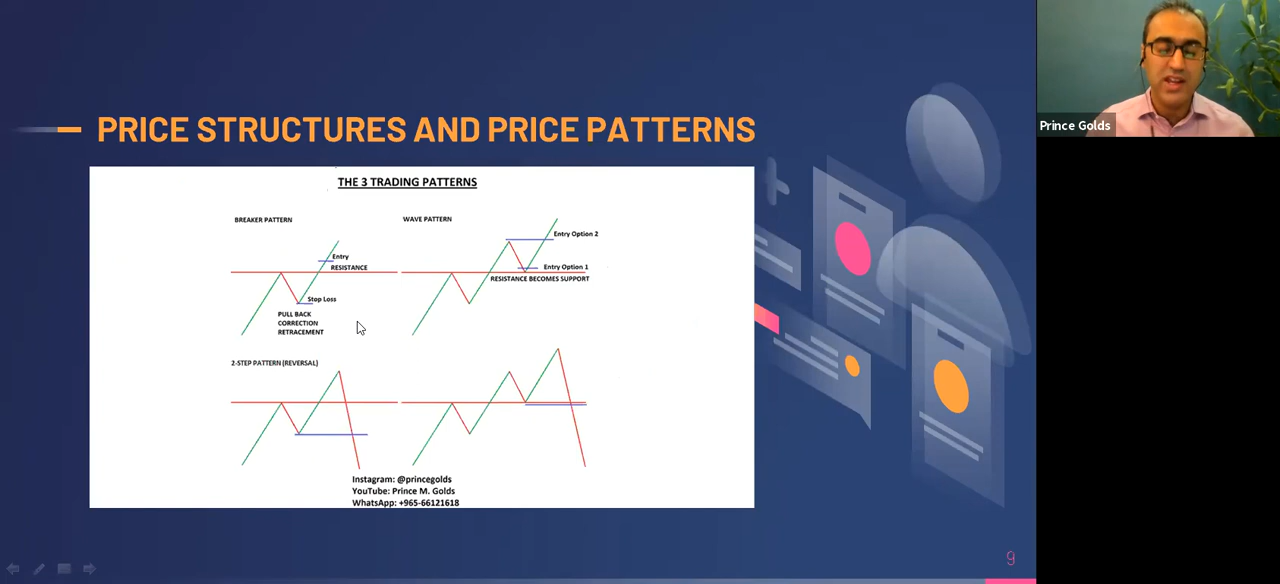 PRICE STRUCTURES AND PRICE PATTERNS
Prince Golds
THE 3 TRADING PATTERNS
BREAKER PATTERN
Entry
RESISTANCE
Stop Loss
PULL BACK
CORRECTION
RETRACEMENT
WAVE PATTERN
Entry Option 2
Entry Option 1
RESISTANCE BECOMES SUPPORT
2-STEP PATTERN (REVERSAL)
Instagram: @princegolds
YouTube: Prince M. Golds
WhatsApp: +965-66121618
9